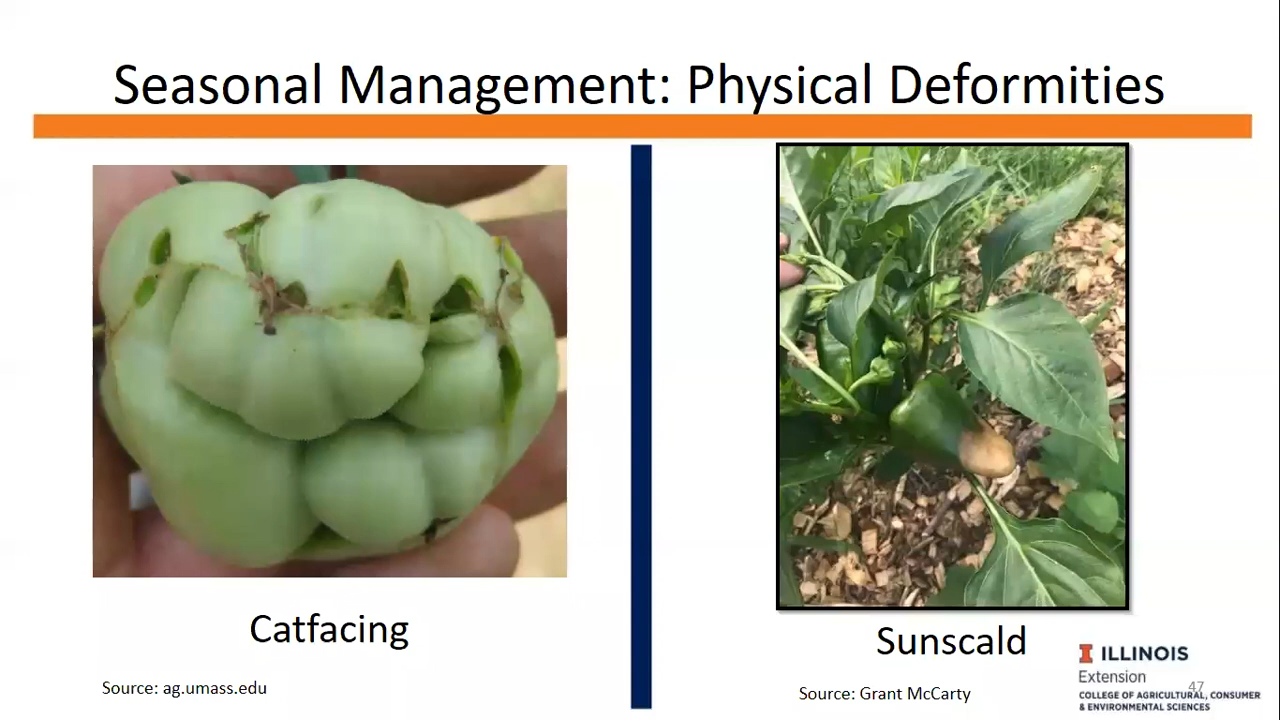 Seasonal Management: Physical Deformities
Catfacing
Source: ag.umass.edu
Sunscald
Source: Grant McCarty
I ILLINOIS
Extension
COLLEGE OF AGRICULTURAL, CONSUMER
& ENVIRONMENTAL SCIENCES
47